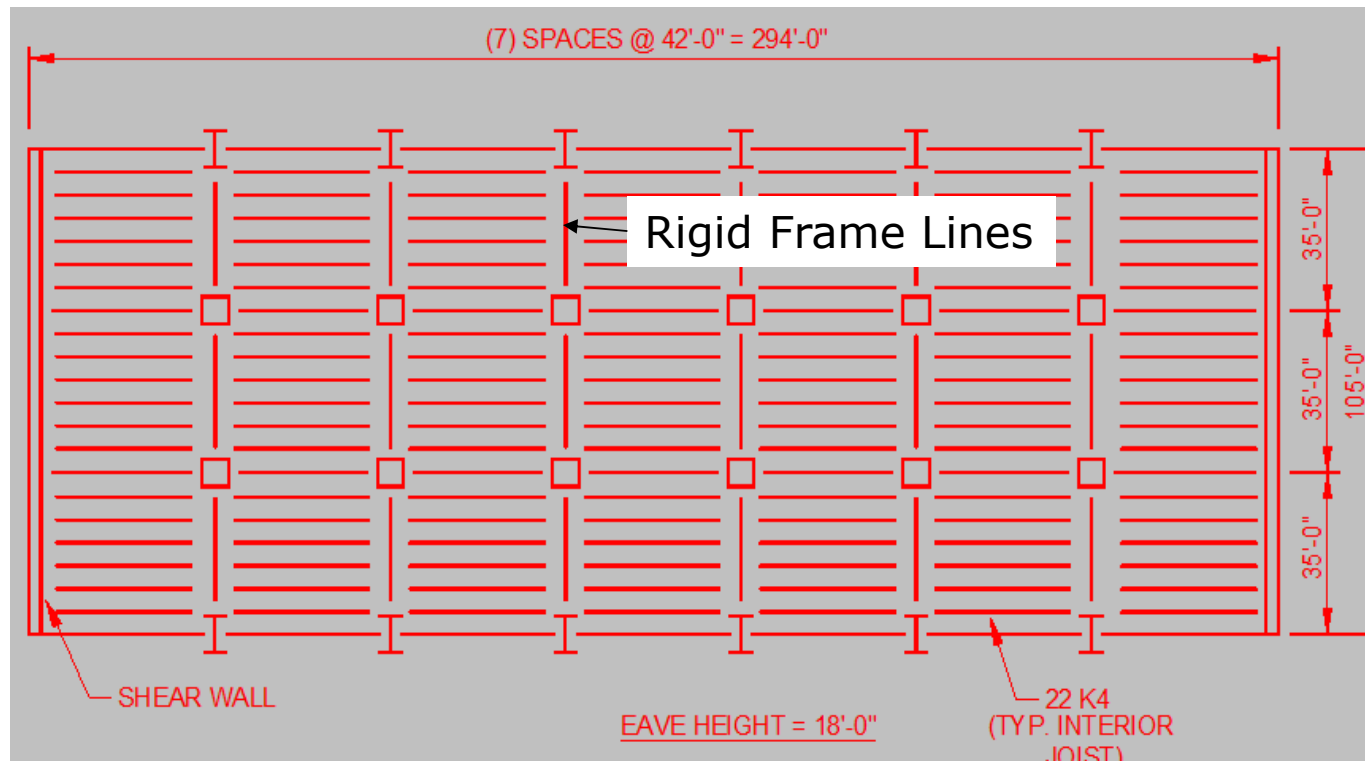 (7) SPACES @ 42'-0" = 294'-0"
Rigid Frame Lines
35'-0"
35'-0"
105'-0"
35'-0"
SHEAR WALL
EAVE HEIGHT = 18'-0"
22 K4
(TYP. INTERIOR
JOIST)